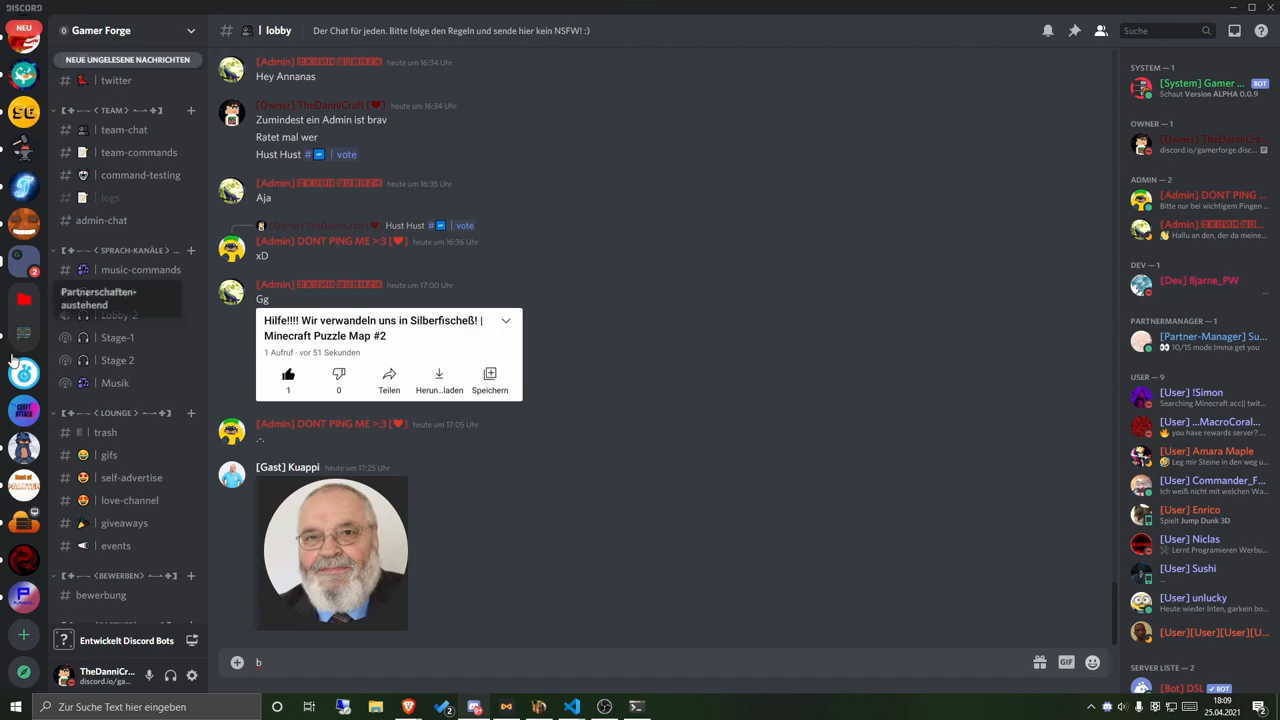 DISCORD
NEU
Gamer Forge
NEUE UNGELESENE NACHRICHTEN
# | twitter
TEAM
# | team-chat
# | team-commands
# | command-testing
# | logs
admin-chat
SPRACH-KANÄLE
# | music-commands
Partnerschaften
austehend
Lobby-2
| Stage-1
| Stage 2
| Musik
LOUNGE
# | trash
# | gifs
# | self-advertise
# | love-channel
# | giveaways
# | events
BEWERBEN
# bewerbung
Entwickelt Discord Bots
TheDanniCr...
discord.io/ga...
# | lobby
Der Chat für jeden. Bitte folge den Regeln und sende hier kein NSFW! :)
Suche
[Admin] heute um 16:34 Uhr
Hey Annanas
[Owner] TheDanniCraft [❤] heute um 16:34 Uhr
Zumindest ein Admin ist brav
Ratet mal wer
Hust Hust # | vote
[Admin] heute um 16:35 Uhr
Aja
[Owner] TheDanniCraft [❤] Hust Hust # | vote
[Admin] DONT PING ME >:3 [❤] heute um 16:36 Uhr
xD
[Admin] heute um 17:00 Uhr
Gg
Hilfe!!!! Wir verwandeln uns in Silberfischeß! |
Minecraft Puzzle Map #2
1 Aufruf · vor 51 Sekunden
1 0 Teilen Herun...laden Speichern
[Admin] DONT PING ME >:3 [❤] heute um 17:05 Uhr
.-.
[Gast] Kuappi heute um 17:25 Uhr
b
GIF
SYSTEM — 1
[System] Gamer ... BOT
Schaut Version ALPHA 0.0.9
OWNER — 1
[Owner] TheDanniCra...
discord.io/gamerforge disc...
ADMIN — 2
[Admin] DONT PING ...
Bitte nur bei wichtigem Pingen ...
[Admin]
Hallu an den, der da meine...
DEV — 1
[Dev] Bjarne_PW
...
PARTNERMANAGER — 1
[Partner-Manager] Su...
👀 10/15 mode Imma get you
USER — 9
[User] !Simon
Searching Minecraft acc|| twit...
[User] ...MacroCoral...
🔥 you have rewards server? ...
[User] Amara Maple
🤣 Leg mir Steine in den weg u...
[User] Commander_F...
Ich weiß nicht mit welchen Wa...
[User] Enrico
Spielt Jump Dunk 3D
[User] Niclas
Lernt Programieren Werbu...
[User] Sushi
...
[User] unlucky
Heute wieder Inten, garkein bo...
[User][User][User][U...
SERVER LISTE — 2
[Bot] DSL ✔ BOT
Zur Suche Text hier eingeben
18:09
25.04.2021